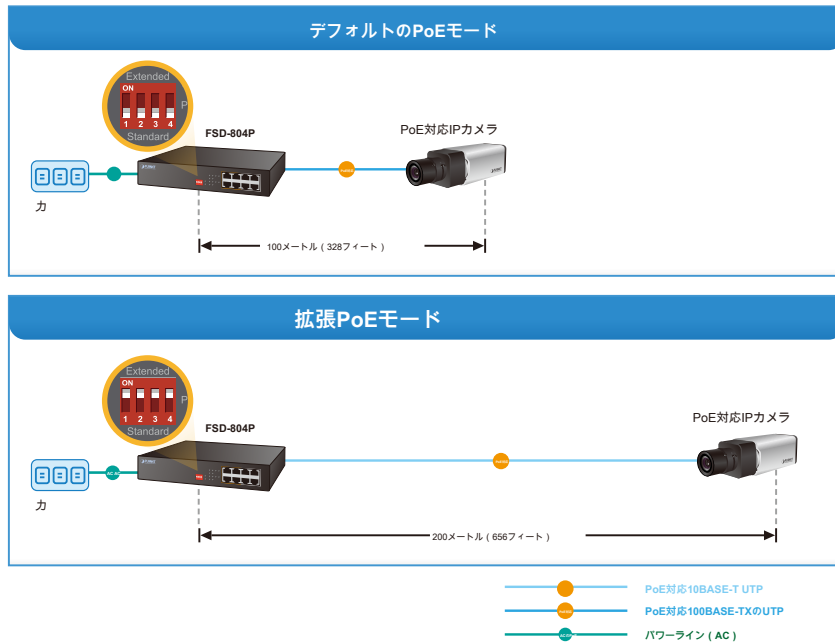 デフォルトのPoEモード
Extended
ON
P
1 2 3 4
Standard
FSD-804P
PoE対応IPカメラ
力
100メートル ( 328フィート )
拡張PoEモード
Extended
ON
P
1 2 3 4
Standard
FSD-804P
PoE対応IPカメラ
AC AC
力
200メートル ( 656フィート )
PoE対応10BASE-T UTP
PoE対応100BASE-TXのUTP
パワーライン ( AC )